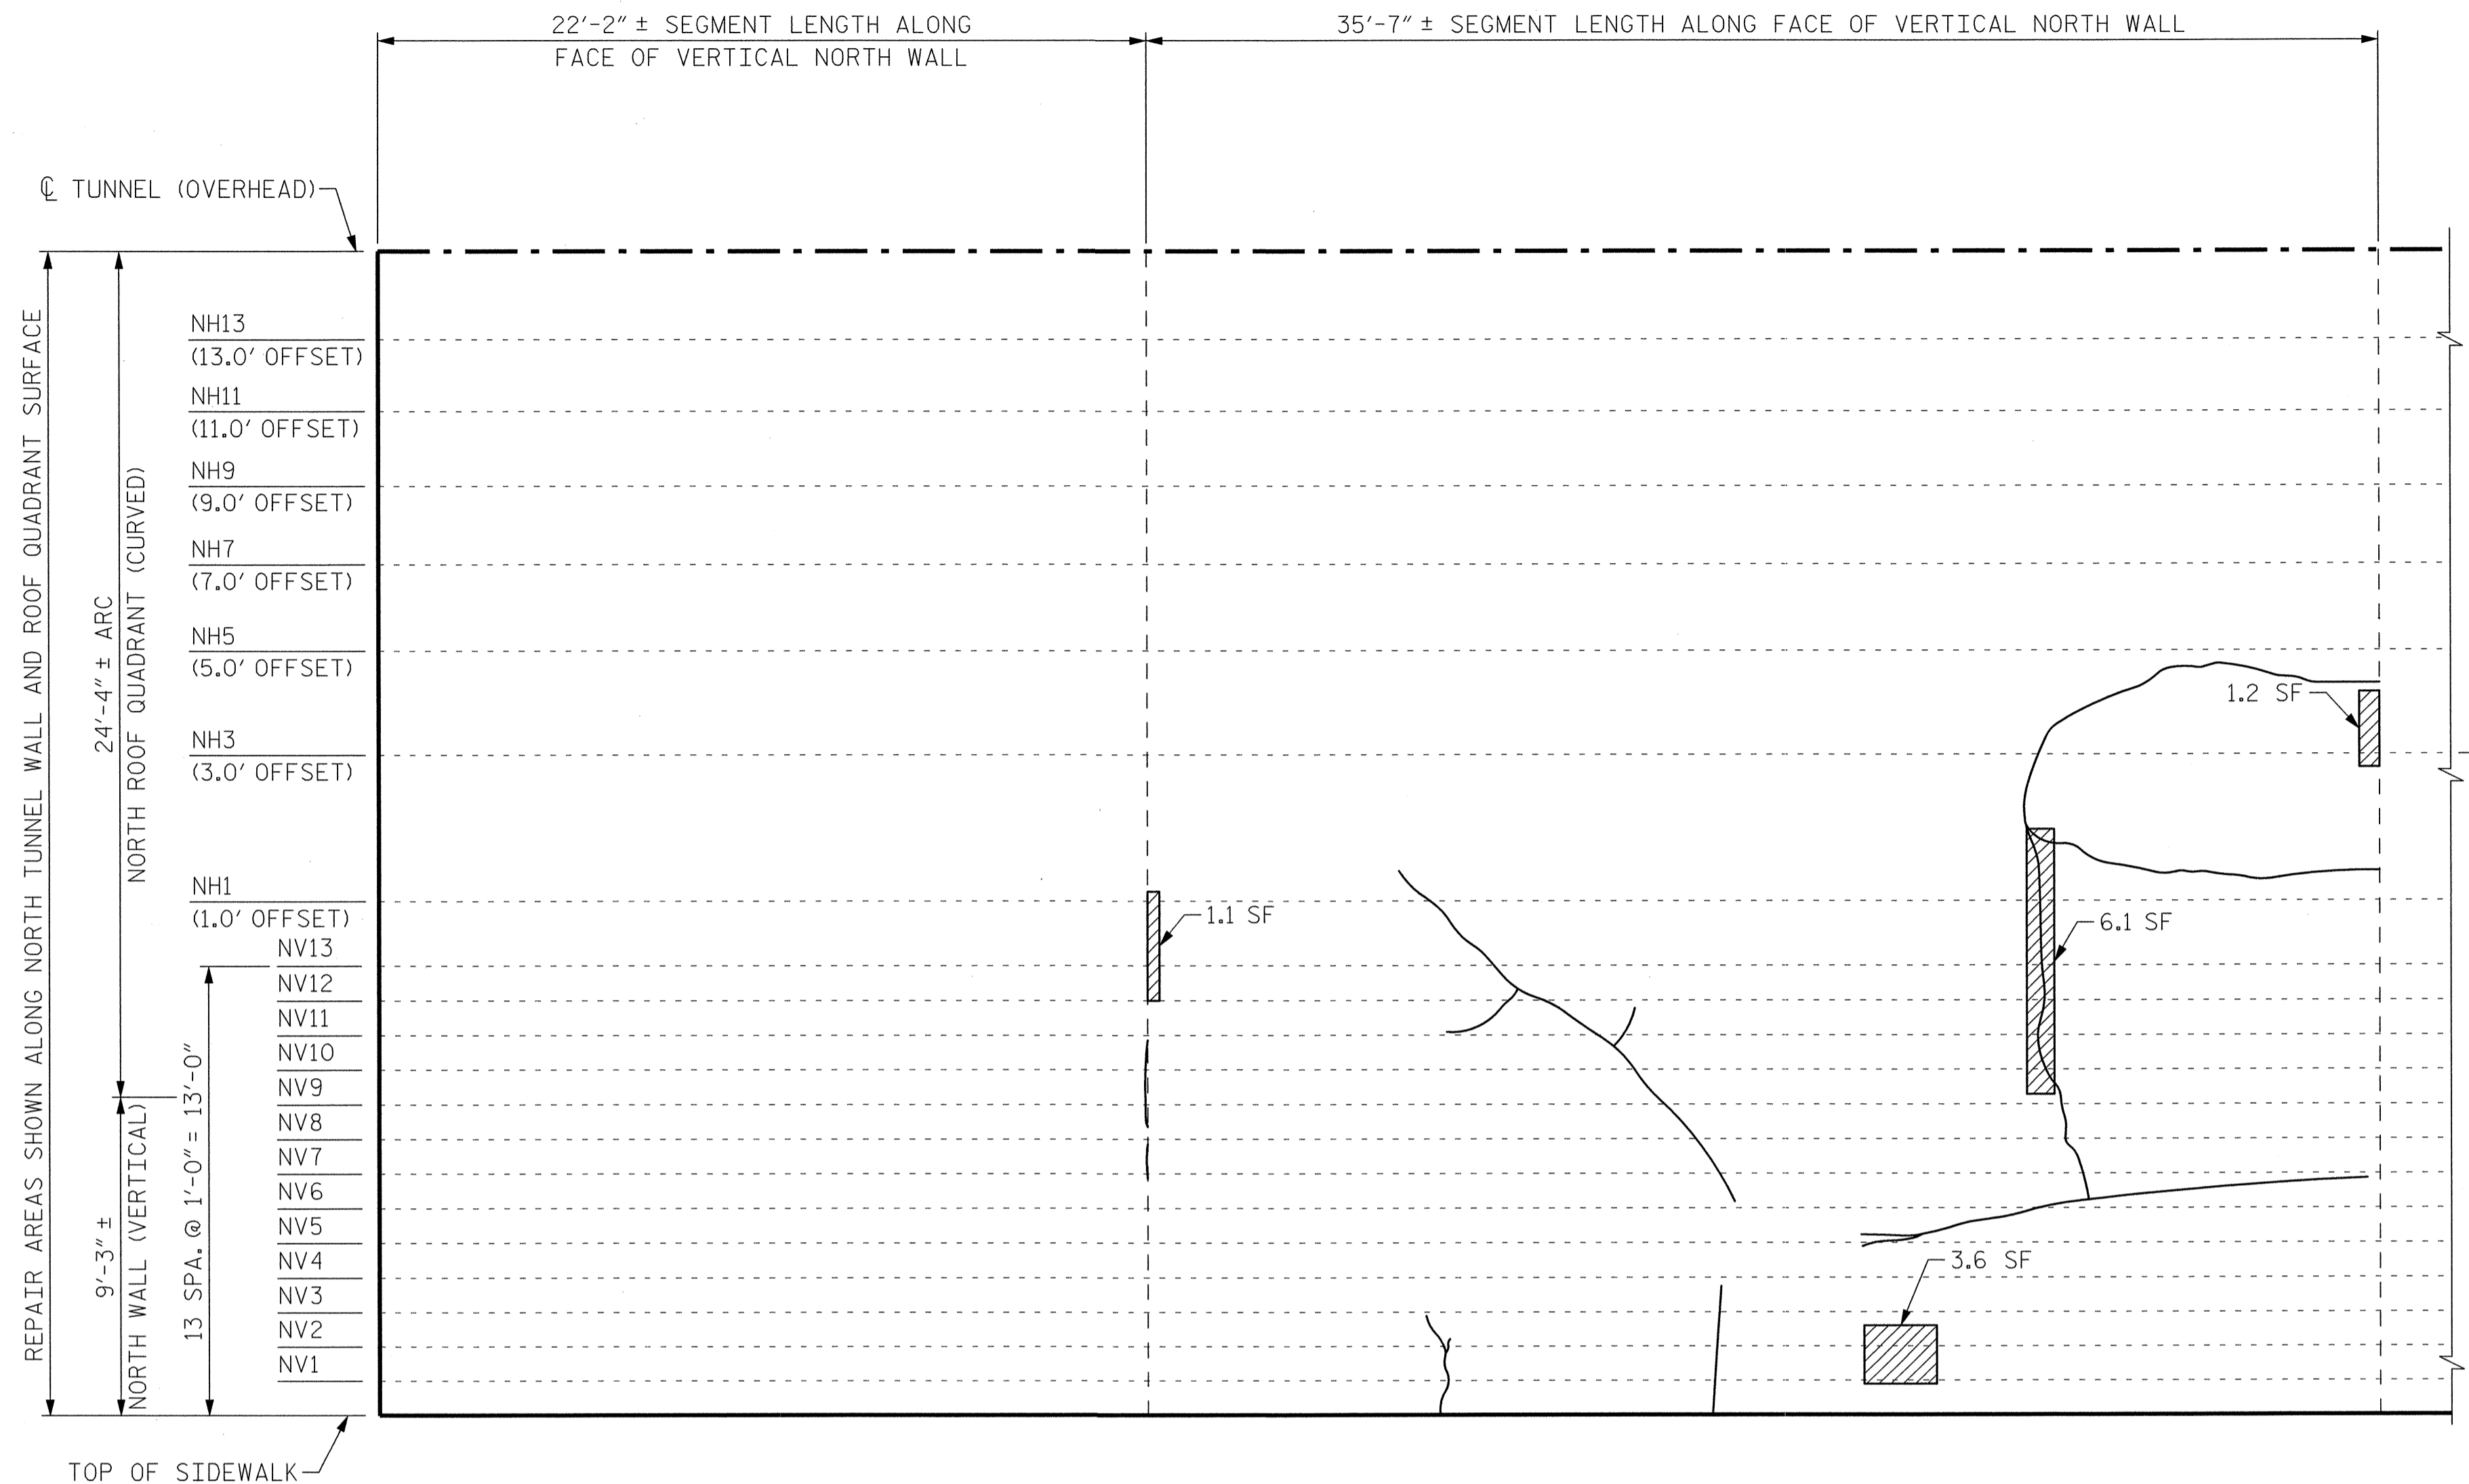 22'-2" ± SEGMENT LENGTH ALONG
FACE OF VERTICAL NORTH WALL
35'-7" ± SEGMENT LENGTH ALONG FACE OF VERTICAL NORTH WALL
℄ TUNNEL (OVERHEAD)
REPAIR AREAS SHOWN ALONG NORTH TUNNEL WALL AND ROOF QUADRANT SURFACE
24'-4" ± ARC
NORTH ROOF QUADRANT (CURVED)
9'-3" ±
NORTH WALL (VERTICAL)
13 SPA. @ 1'-0" = 13'-0"
NH13
(13.0' OFFSET)
NH11
(11.0' OFFSET)
NH9
(9.0' OFFSET)
NH7
(7.0' OFFSET)
NH5
(5.0' OFFSET)
NH3
(3.0' OFFSET)
NH1
(1.0' OFFSET)
NV13
NV12
NV11
NV10
NV9
NV8
NV7
NV6
NV5
NV4
NV3
NV2
NV1
1.2 SF
1.1 SF
6.1 SF
3.6 SF
TOP OF SIDEWALK